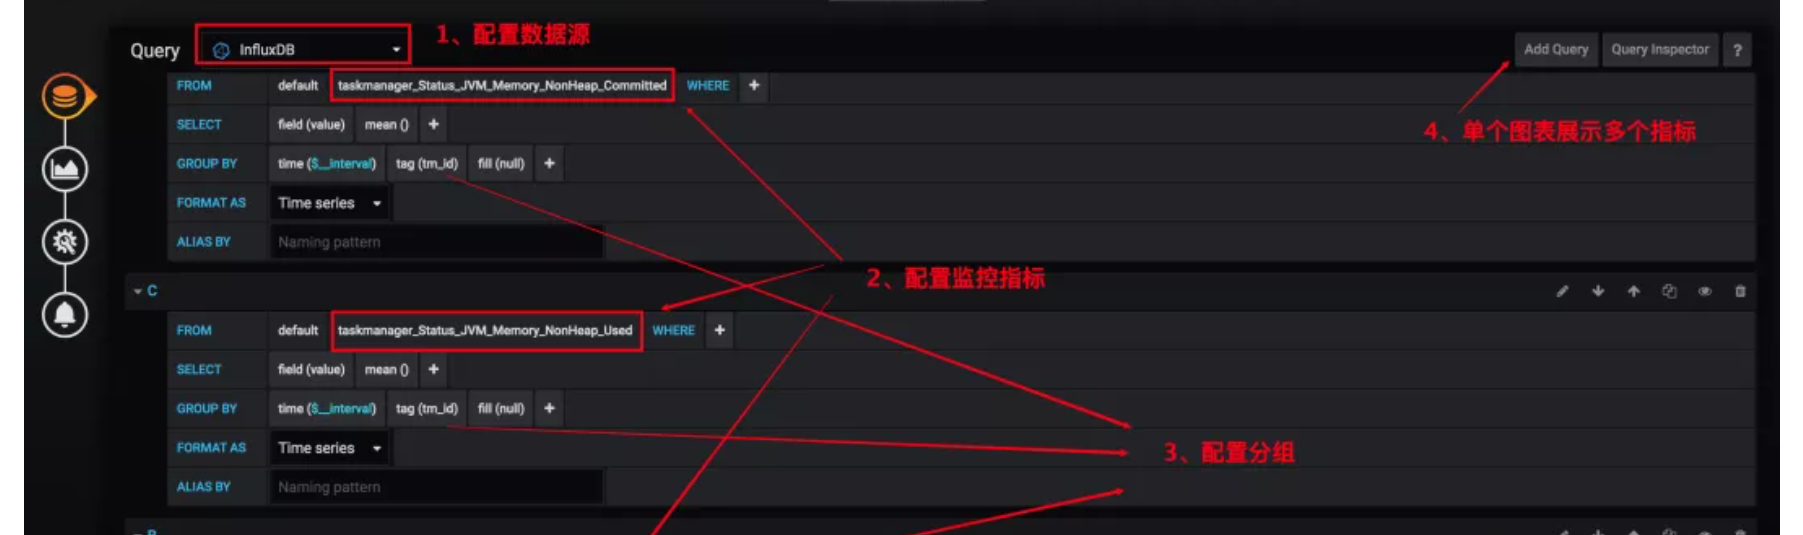 1、配置数据源
Query InfluxDB Add Query Query Inspector ?
FROM default taskmanager_Status_JVM_Memory_NonHeap_Committed WHERE +
SELECT field (value) mean () +
4、单个图表展示多个指标
GROUP BY time ($__interval) tag (tm_id) fill (null) +
FORMAT AS Time series
ALIAS BY Naming pattern
2、配置监控指标
C
FROM default taskmanager_Status_JVM_Memory_NonHeap_Used WHERE +
SELECT field (value) mean () +
GROUP BY time ($__interval) tag (tm_id) fill (null) +
FORMAT AS Time series
3、配置分组
ALIAS BY Naming pattern